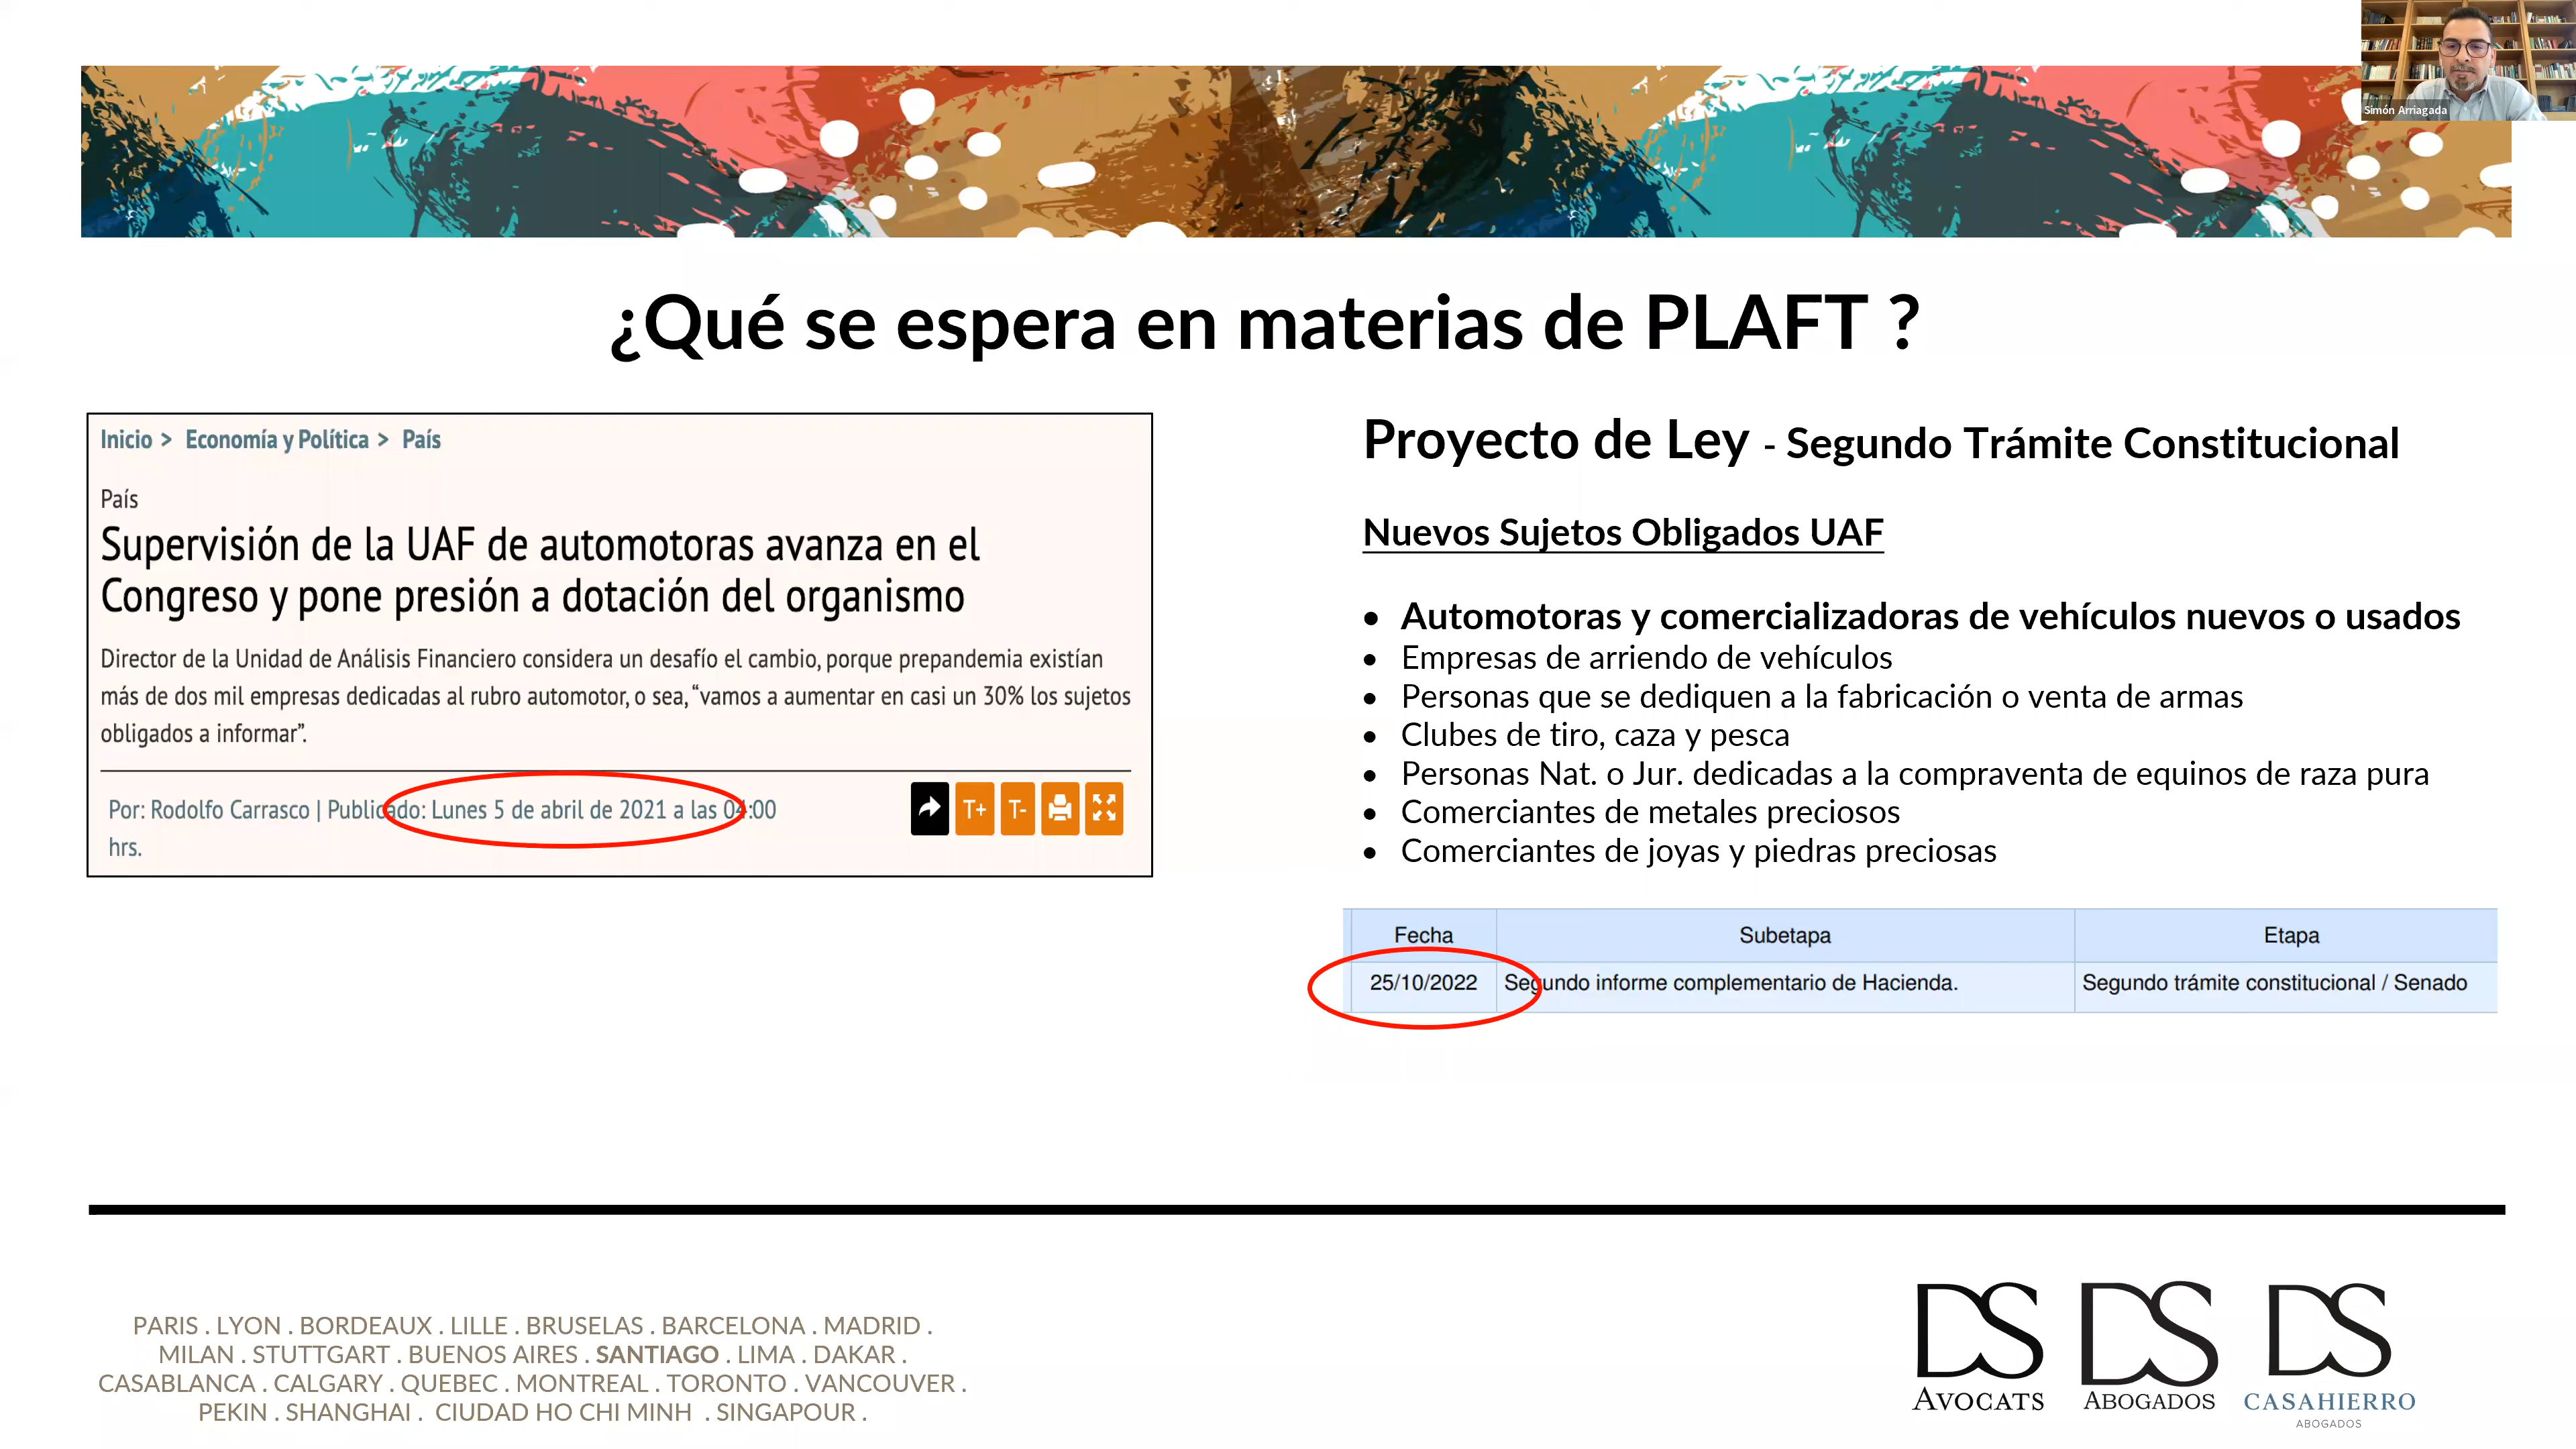 Simón Arriagada
¿Qué se espera en materias de PLAFT ?
Inicio > Economía y Política > País
País
Supervisión de la UAF de automotoras avanza en el
Congreso y pone presión a dotación del organismo
Director de la Unidad de Análisis Financiero considera un desafío el cambio, porque prepandemia existían
más de dos mil empresas dedicadas al rubro automotor, o sea, “vamos a aumentar en casi un 30% los sujetos
obligados a informar”.
Por: Rodolfo Carrasco | Publicado: Lunes 5 de abril de 2021 a las 04:00
hrs.
T+ T-
Proyecto de Ley - Segundo Trámite Constitucional
Nuevos Sujetos Obligados UAF
• Automotoras y comercializadoras de vehículos nuevos o usados
• Empresas de arriendo de vehículos
• Personas que se dediquen a la fabricación o venta de armas
• Clubes de tiro, caza y pesca
• Personas Nat. o Jur. dedicadas a la compraventa de equinos de raza pura
• Comerciantes de metales preciosos
• Comerciantes de joyas y piedras preciosas
Fecha Subetapa Etapa
25/10/2022 Segundo informe complementario de Hacienda. Segundo trámite constitucional / Senado
PARIS . LYON . BORDEAUX . LILLE . BRUSELAS . BARCELONA . MADRID .
MILAN . STUTTGART . BUENOS AIRES . SANTIAGO . LIMA . DAKAR .
CASABLANCA . CALGARY . QUEBEC . MONTREAL . TORONTO . VANCOUVER .
PEKIN . SHANGHAI . CIUDAD HO CHI MINH . SINGAPOUR .
DS AVOCATS
DS ABOGADOS
DS CASAHIERRO
ABOGADOS